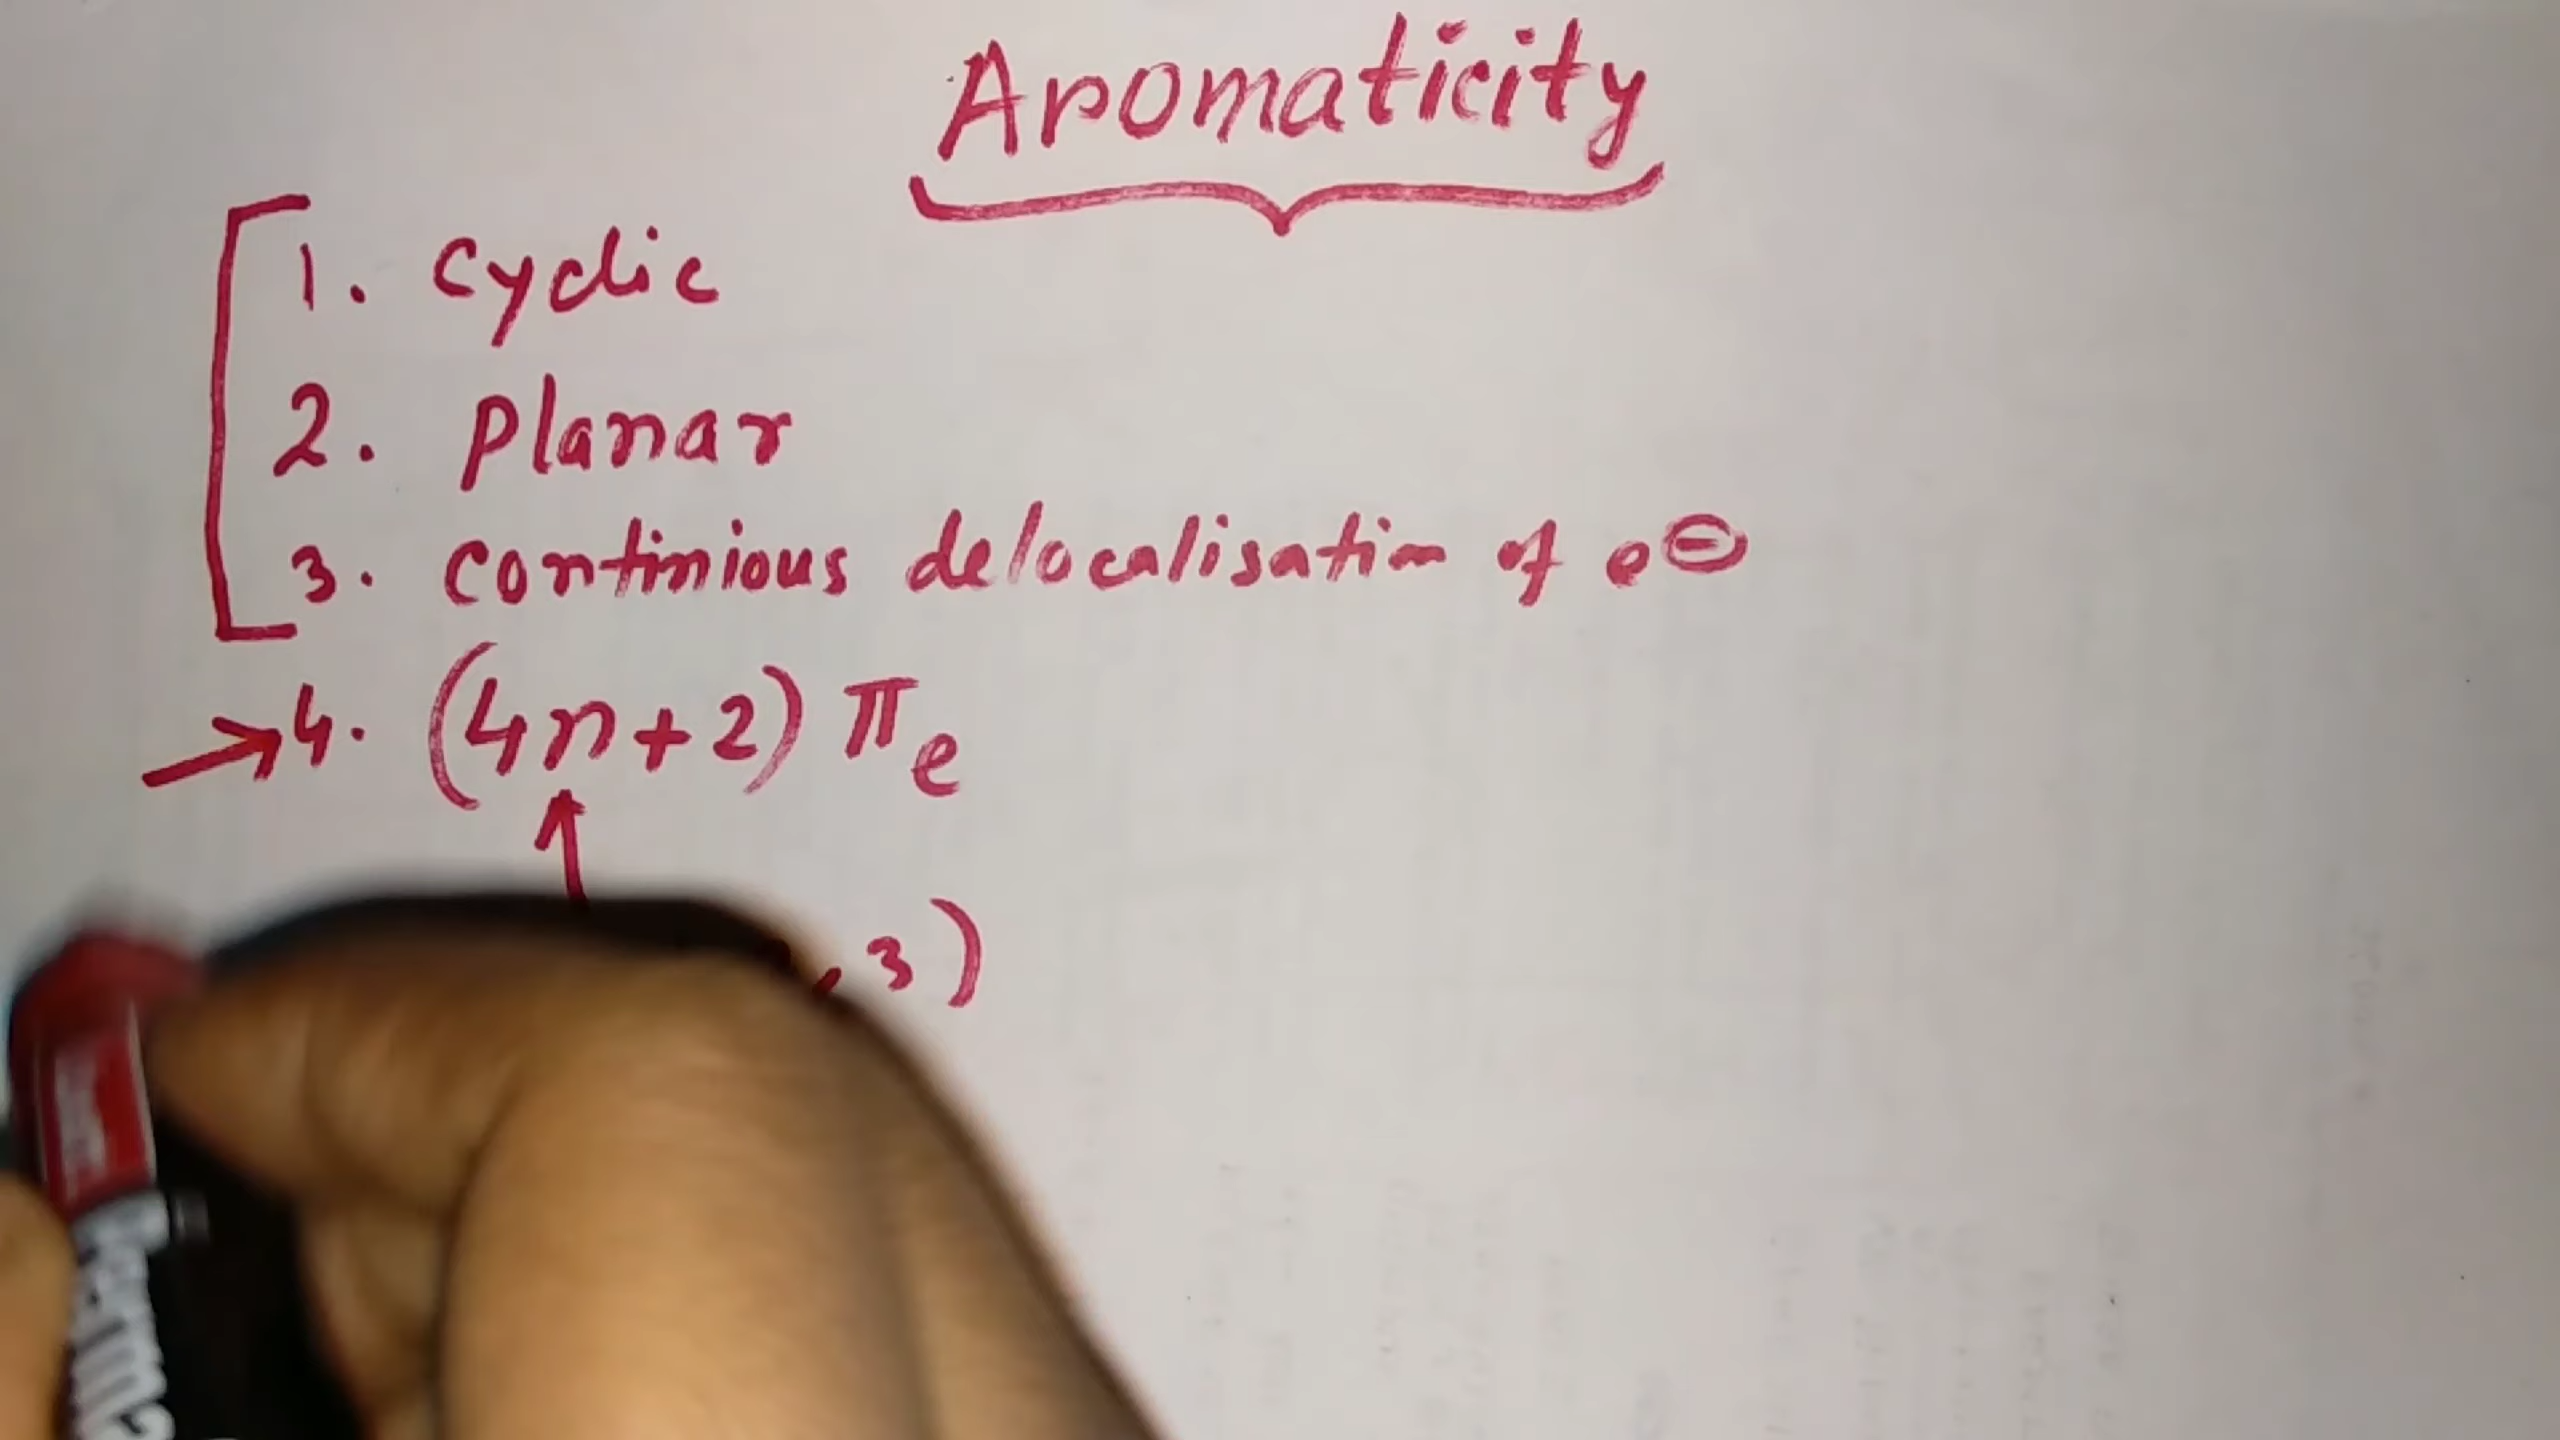 Aromaticity
1. cyclic
2. planar
3. continious delocalisation of e⊖
→4. (4n+2) πe
, 3)